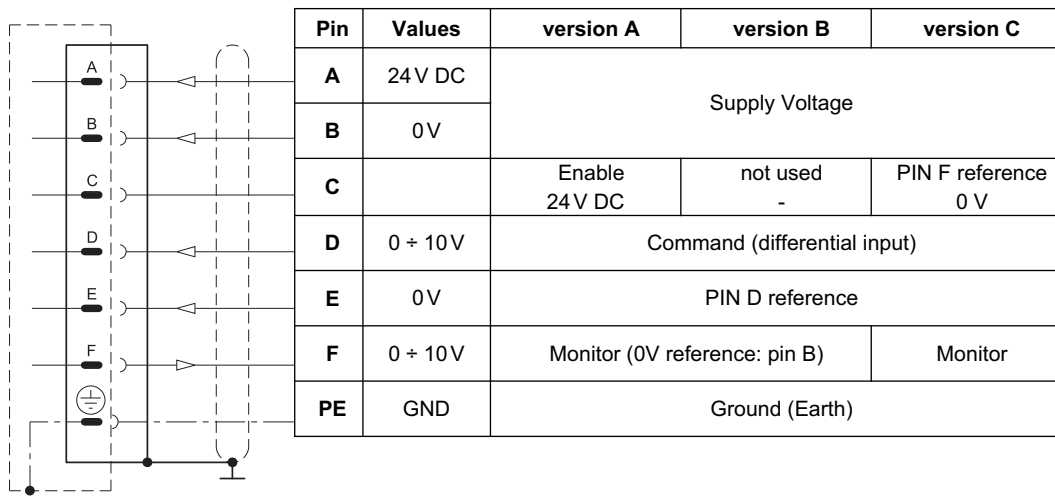 Pin Values version A version B version C
A 24 V DC Supply Voltage
B 0 V
C Enable 24 V DC not used - PIN F reference 0 V
D 0 ÷ 10 V Command (differential input)
E 0 V PIN D reference
F 0 ÷ 10 V Monitor (0V reference: pin B) Monitor
PE GND Ground (Earth)
A
B
C
D
E
F